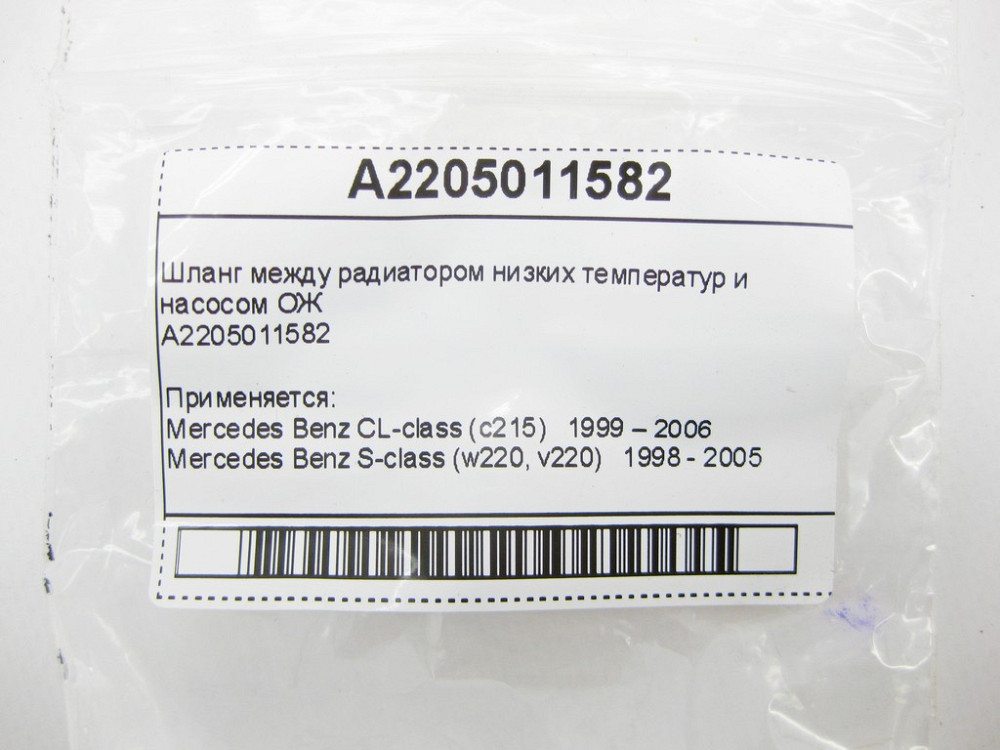 A2205011582
Шланг между радиатором низких температур и
насосом ОЖ
A2205011582
Применяется:
Mercedes Benz CL-class (c215) 1999 – 2006
Mercedes Benz S-class (w220, v220) 1998 - 2005